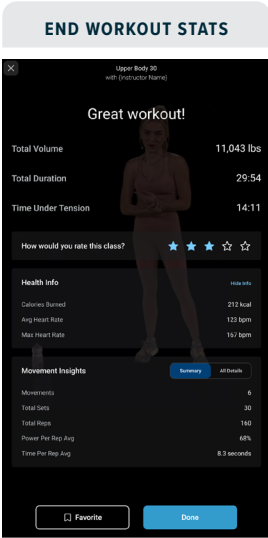 END WORKOUT STATS
Upper Body 30
with {Instructor Name}
Great workout!
Total Volume 11,043 lbs
Total Duration 29:54
Time Under Tension 14:11
How would you rate this class?
Health Info Hide Info
Calories Burned 212 kcal
Avg Heart Rate 123 bpm
Max Heart Rate 167 bpm
Movement Insights Summary All Details
Movements 6
Total Sets 30
Total Reps 160
Power Per Rep Avg 68%
Time Per Rep Avg 8.3 seconds
Favorite Done